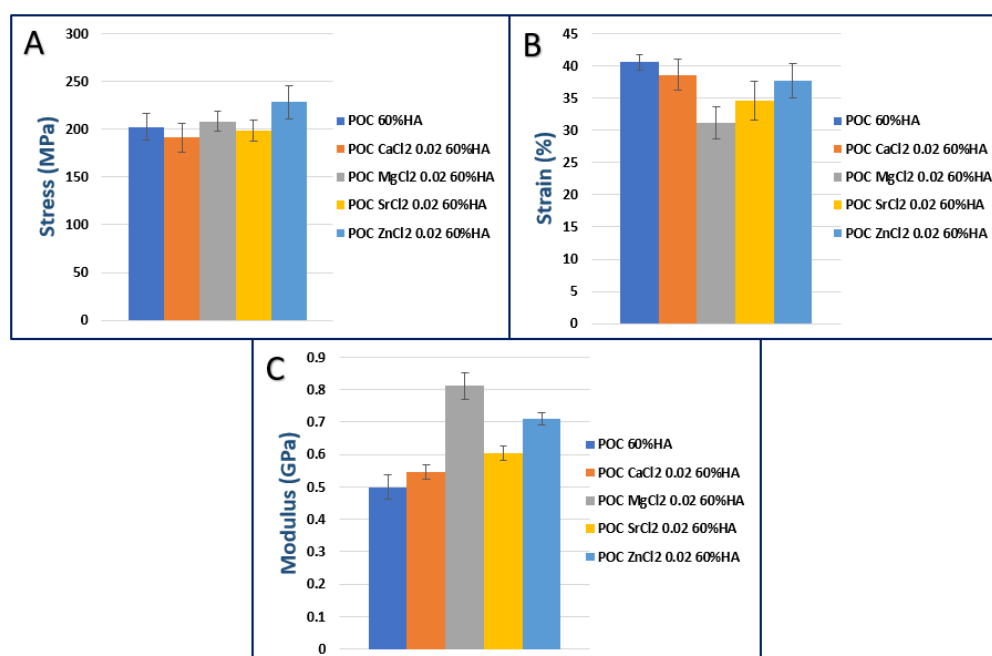 A
Stress (MPa)
300
250
200
150
100
50
0
POC 60%HA
POC CaCl2 0.02 60%HA
POC MgCl2 0.02 60%HA
POC SrCl2 0.02 60%HA
POC ZnCl2 0.02 60%HA
B
Strain (%)
45
40
35
30
25
20
15
10
5
0
POC 60%HA
POC CaCl2 0.02 60%HA
POC MgCl2 0.02 60%HA
POC SrCl2 0.02 60%HA
POC ZnCl2 0.02 60%HA
C
Modulus (GPa)
0.9
0.8
0.7
0.6
0.5
0.4
0.3
0.2
0.1
0
POC 60%HA
POC CaCl2 0.02 60%HA
POC MgCl2 0.02 60%HA
POC SrCl2 0.02 60%HA
POC ZnCl2 0.02 60%HA